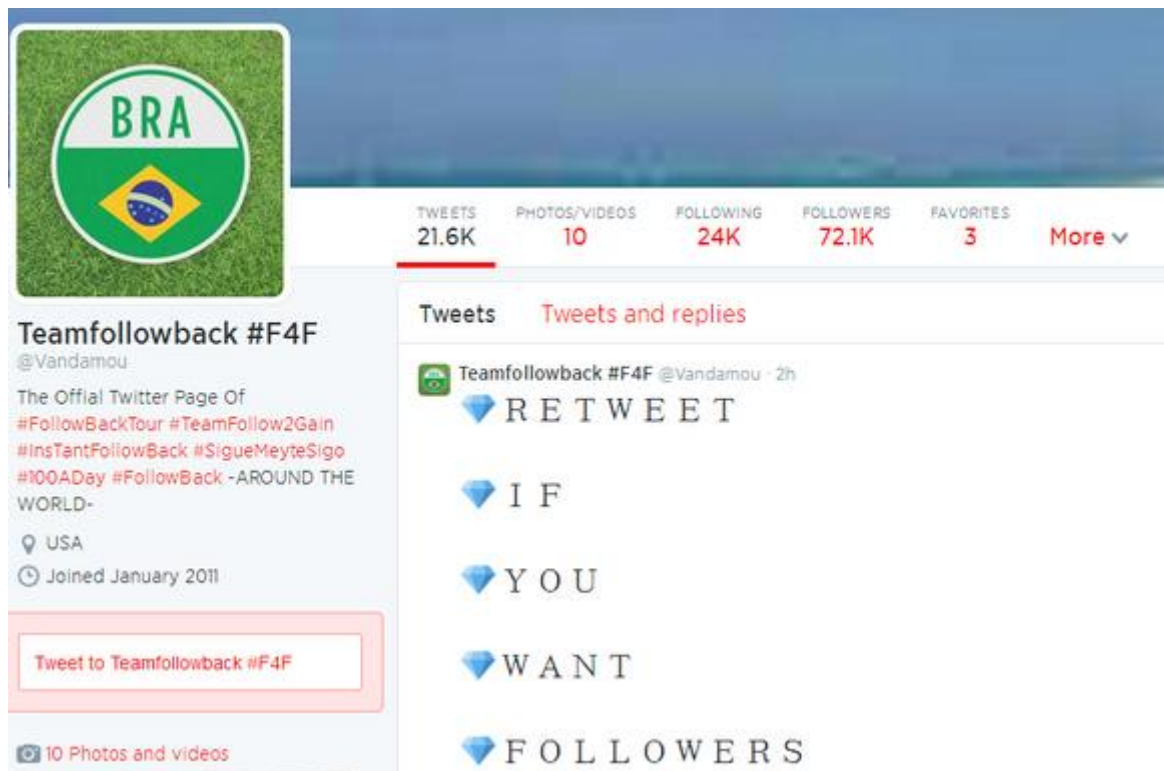 BRA
TWEETS PHOTOS/VIDEOS FOLLOWING FOLLOWERS FAVORITES
21.6K 10 24K 72.1K 3 More
Teamfollowback #F4F
@Vandamou
The Offial Twitter Page Of
#FollowBackTour #TeamFollow2Gain
#InsTantFollowBack #SigueMeyteSigo
#100ADay #FollowBack -AROUND THE
WORLD-
USA
Joined January 2011
Tweet to Teamfollowback #F4F
10 Photos and videos
Tweets Tweets and replies
Teamfollowback #F4F @Vandamou · 2h
R E T W E E T
I F
Y O U
W A N T
F O L L O W E R S